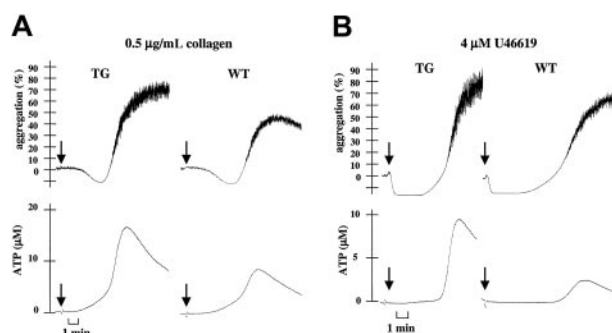 A
0.5 µg/mL collagen
TG
WT
aggregation (%)
90
80
70
60
50
40
30
20
10
0
ATP (µM)
20
10
0
1 min
B
4 µM U46619
TG
WT
aggregation (%)
90
80
70
60
50
40
30
20
10
0
ATP (µM)
10
5
0
1 min